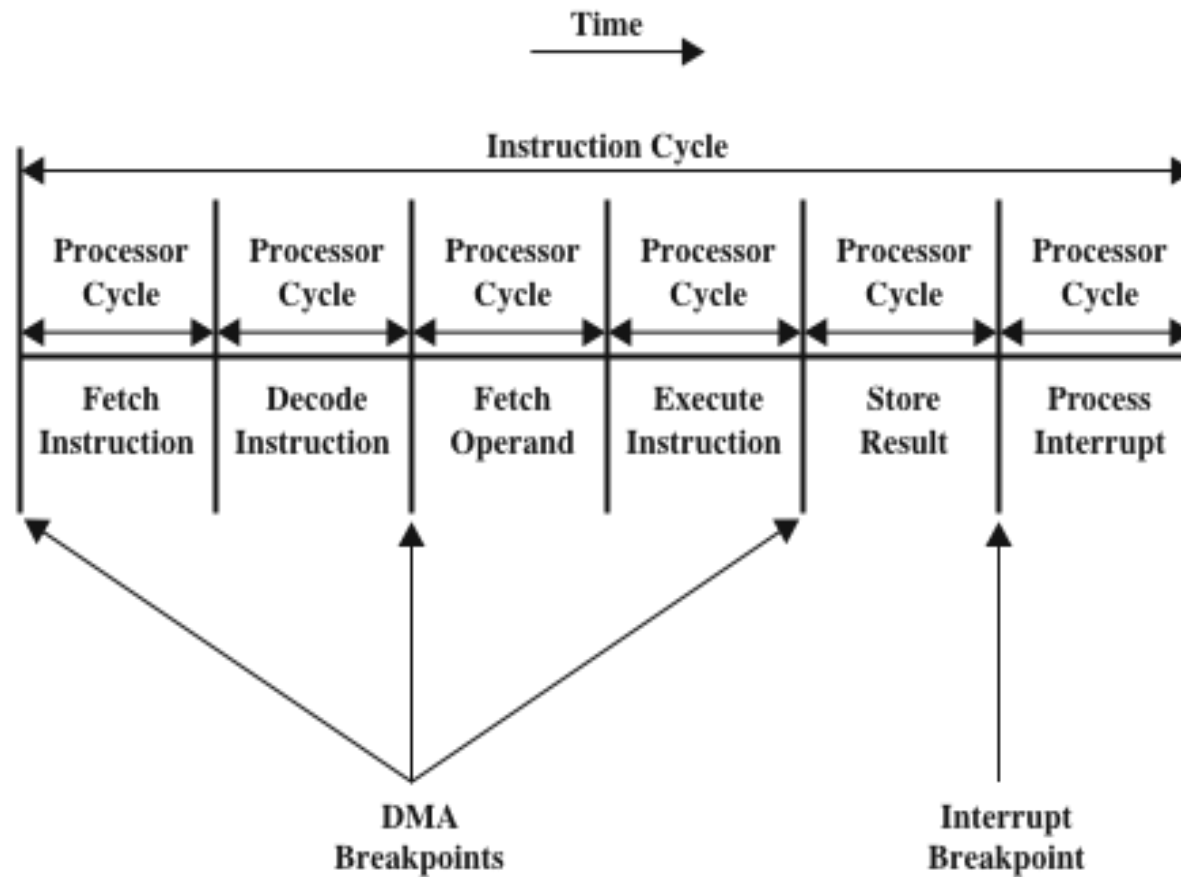 Time
Instruction Cycle
Processor Processor Processor Processor Processor Processor
Cycle Cycle Cycle Cycle Cycle Cycle
Fetch Decode Fetch Execute Store Process
Instruction Instruction Operand Instruction Result Interrupt
DMA Interrupt
Breakpoints Breakpoint